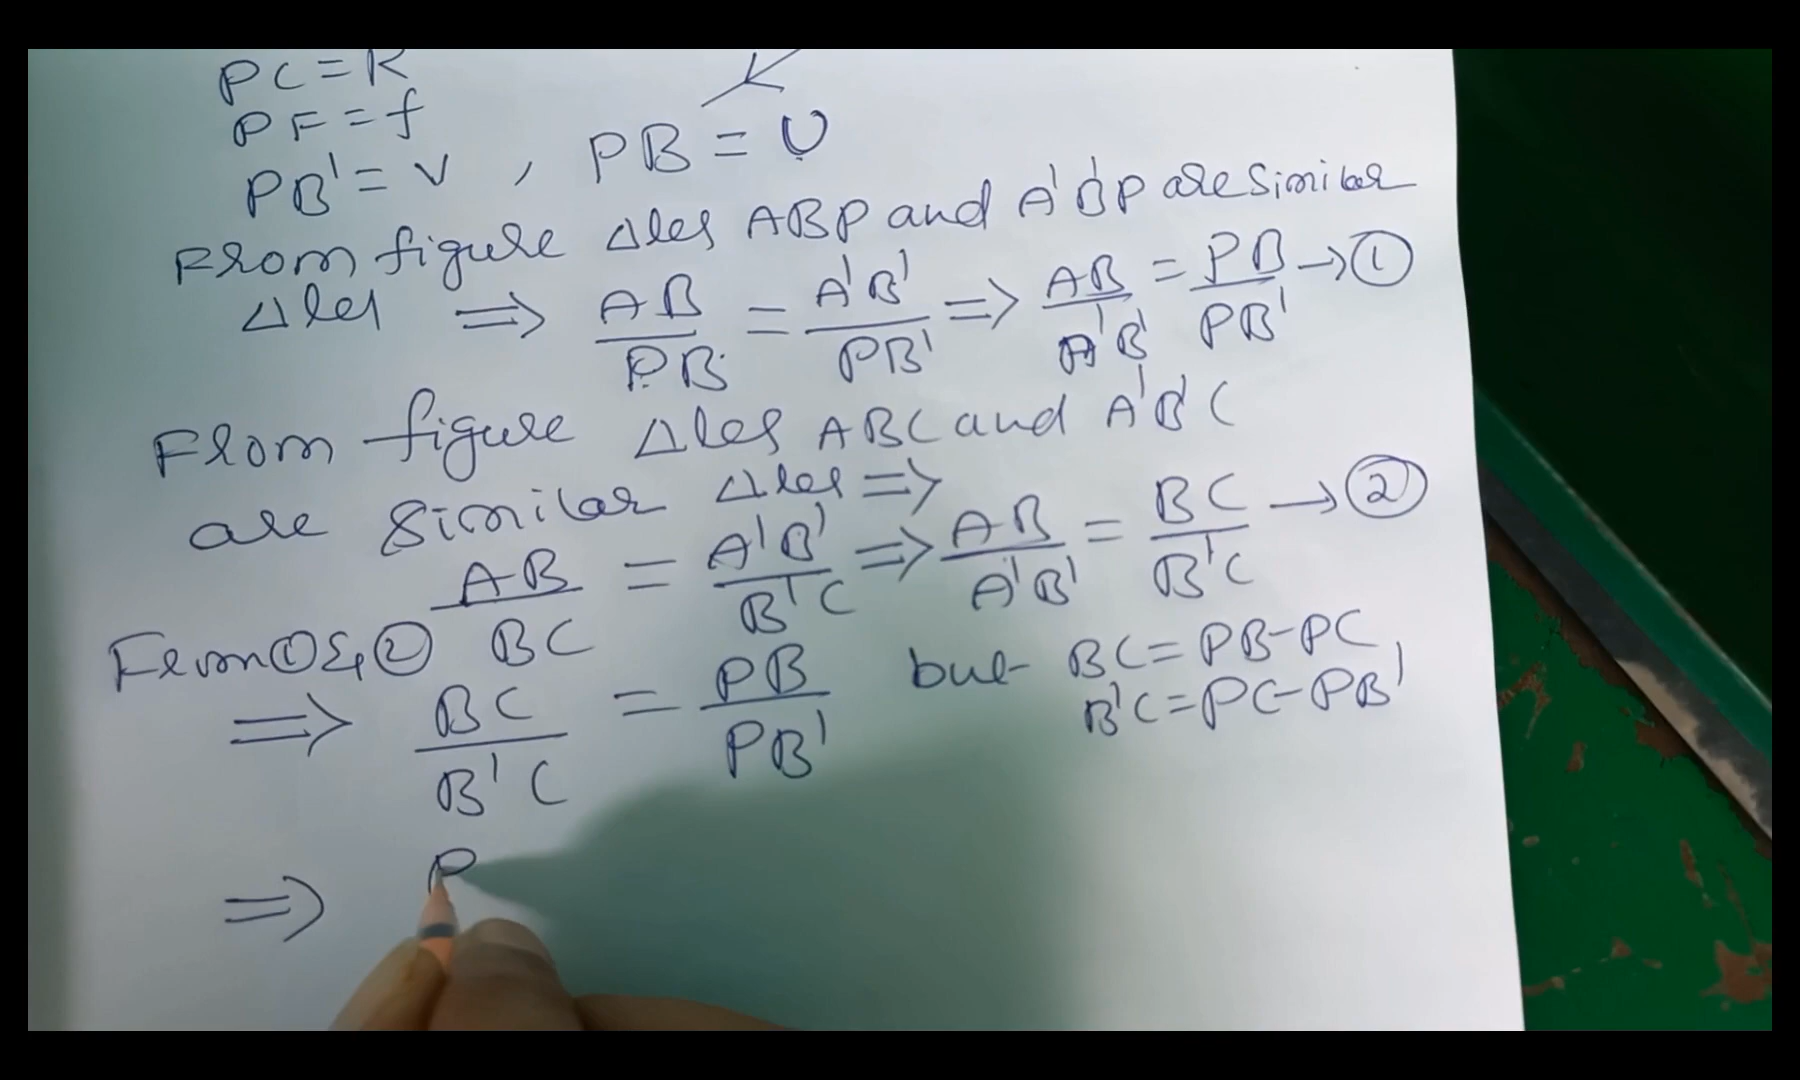 PC = R
PF = f
PB' = v , PB = U
From figure Δles ABP and A'B'P are similar
Δles ⇒ AB/PB = A'B'/PB' ⇒ AB/A'B' = PB/PB' → ①
From figure Δles ABC and A'B'C
are similar Δles ⇒
AB/BC = A'B'/B'C ⇒ AB/A'B' = BC/B'C → ②
From ① & ②
⇒ BC/B'C = PB/PB' but BC = PB - PC
B'C = PC - PB'
⇒ P